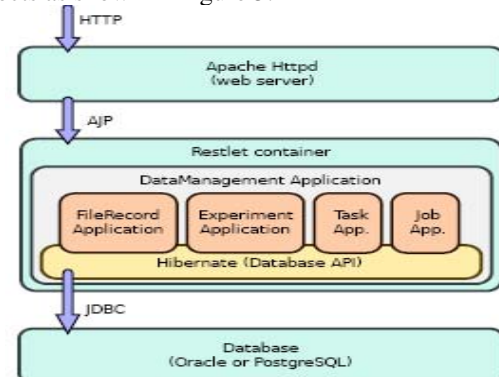 HTTP
Apache Httpd
(web server)
AJP
Restlet container
DataManagement Application
FileRecord
Application
Experiment
Application
Task
App.
Job
App.
Hibernate (Database API)
JDBC
Database
(Oracle or PostgreSQL)